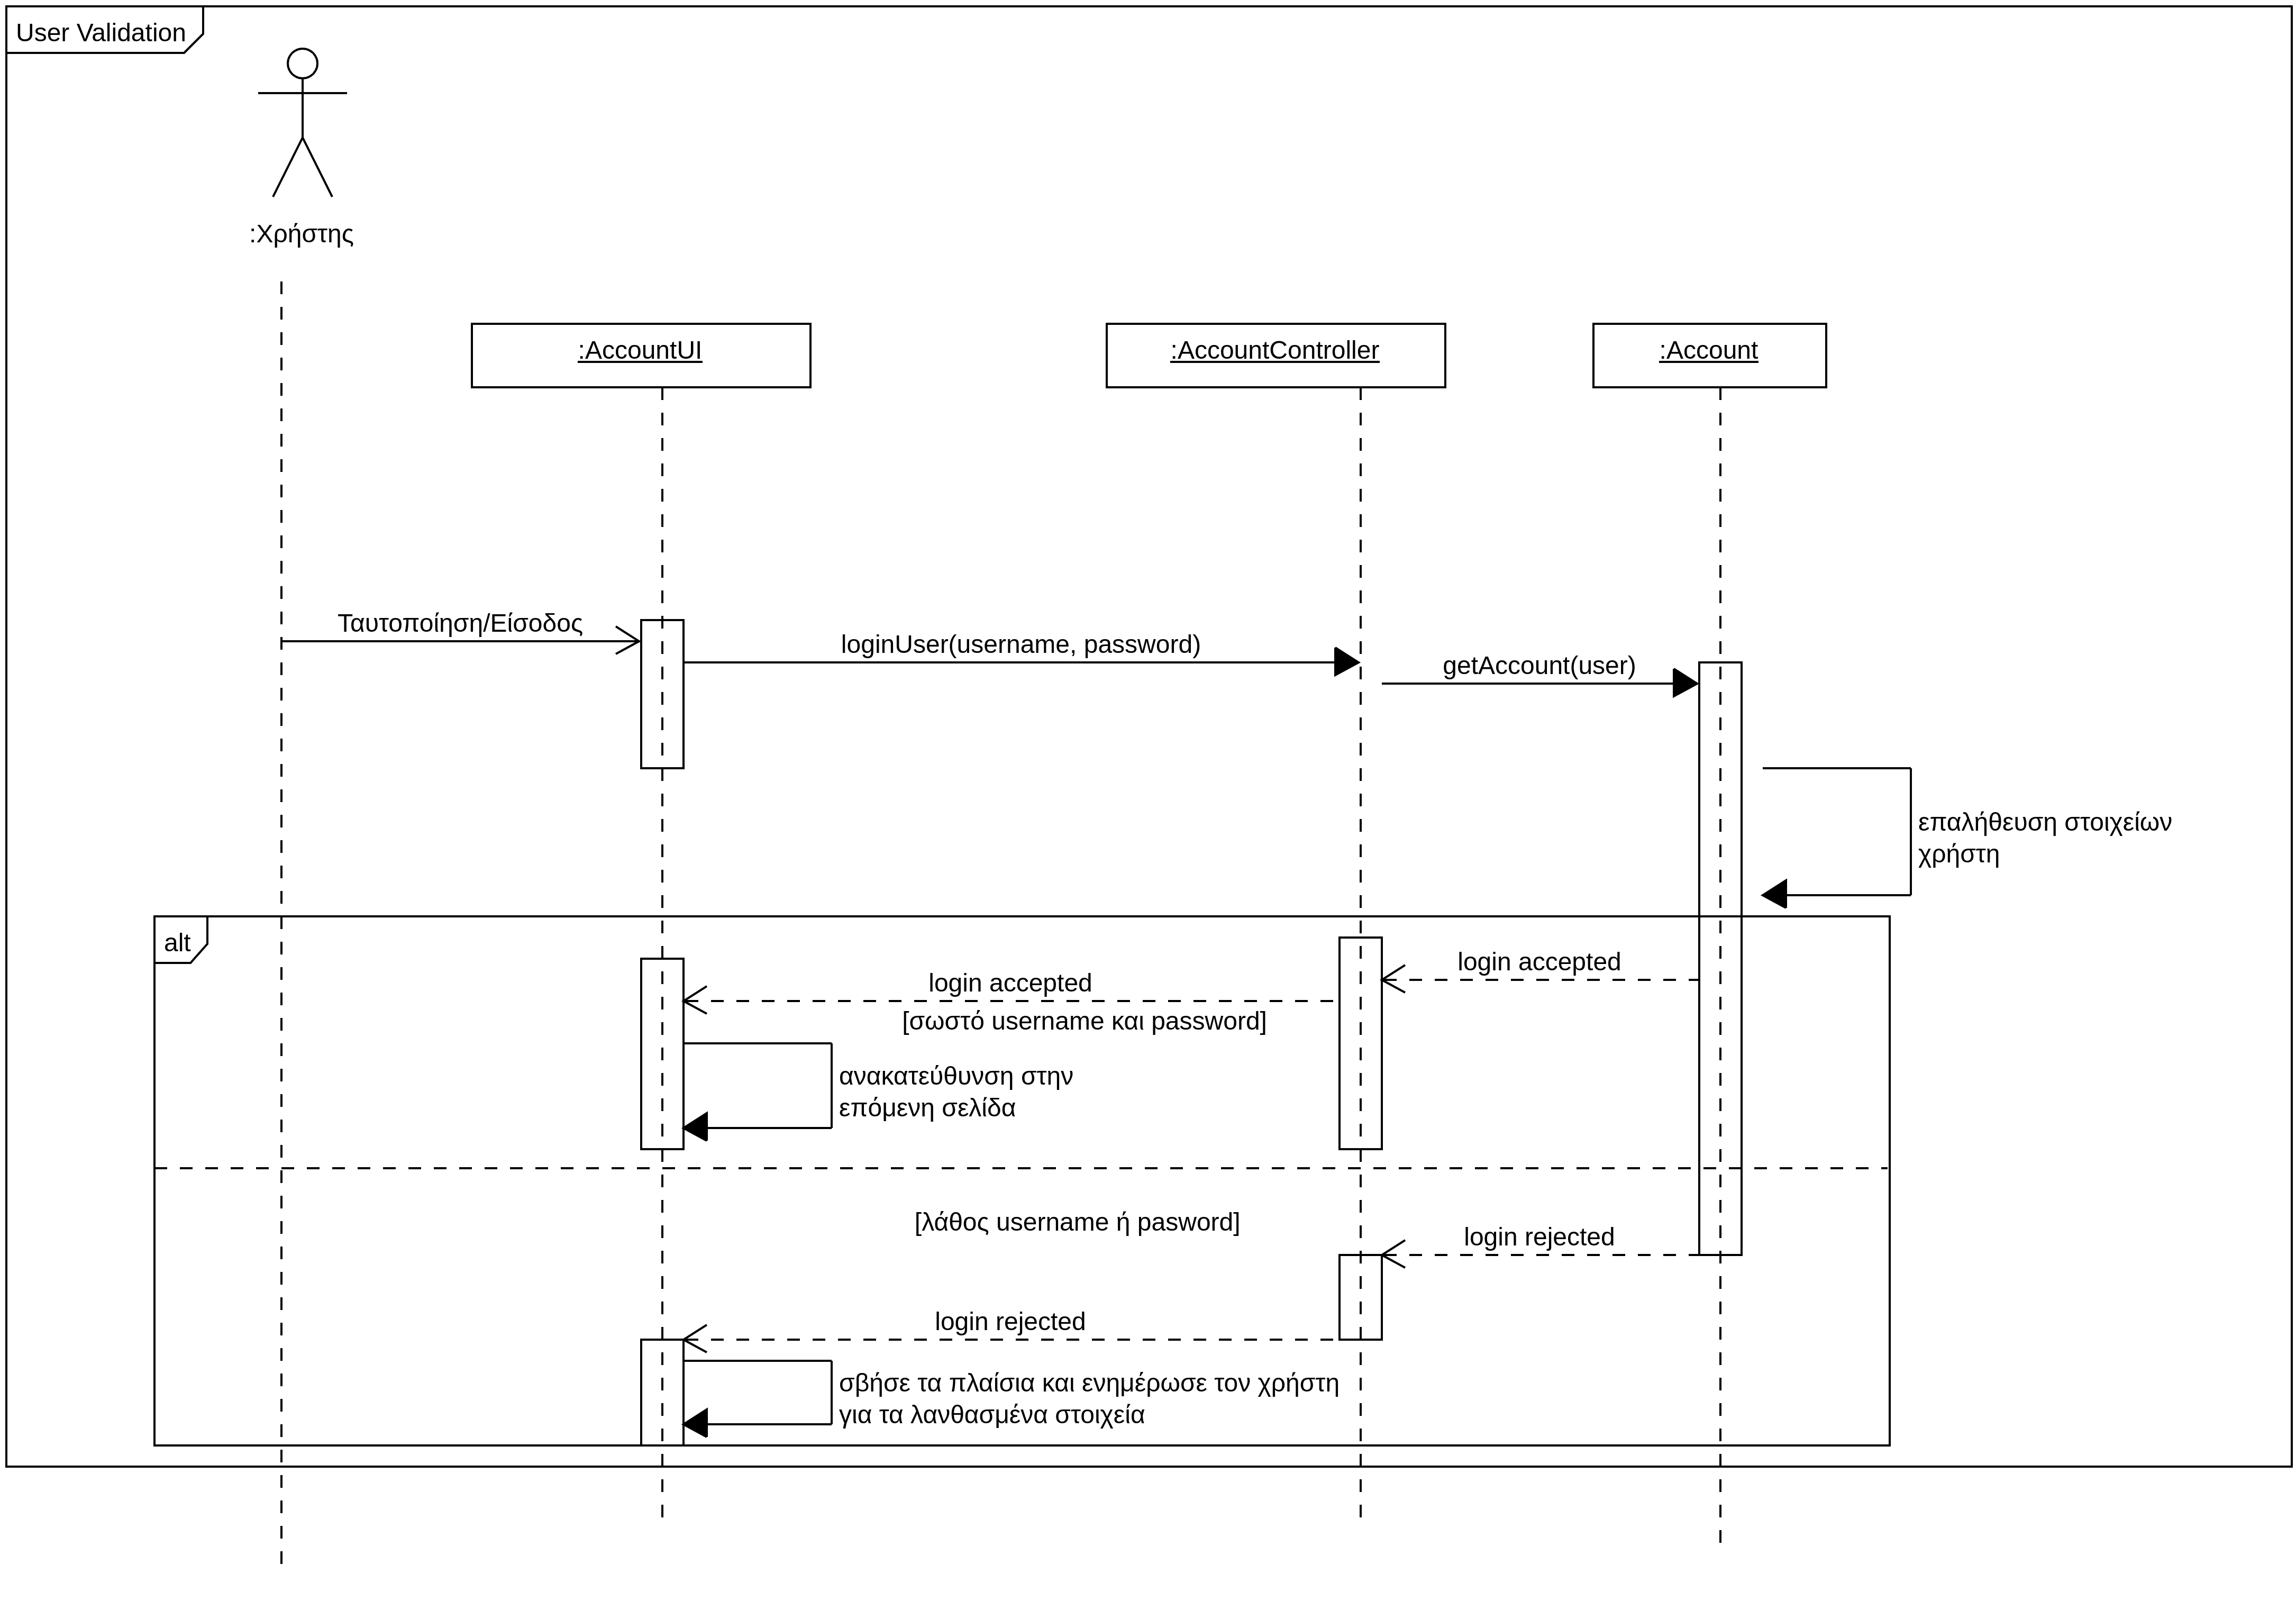 User Validation
:Χρήστης
:AccountUI
:AccountController
:Account
Ταυτοποίηση/Είσοδος
loginUser(username, password)
getAccount(user)
επαλήθευση στοιχείων
χρήστη
alt
login accepted
login accepted
[σωστό username και password]
ανακατεύθυνση στην
επόμενη σελίδα
[λάθος username ή pasword]
login rejected
login rejected
σβήσε τα πλαίσια και ενημέρωσε τον χρήστη
για τα λανθασμένα στοιχεία